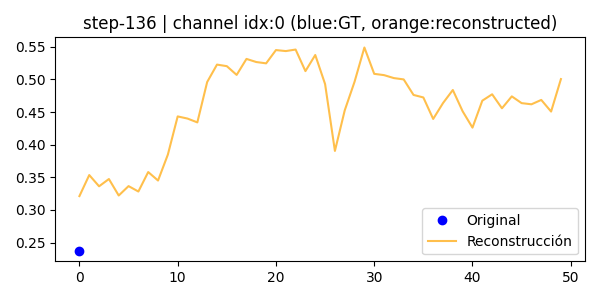 step-136 | channel idx:0 (blue:GT, orange:reconstructed)
0.55
0.50
0.45
0.40
0.35
0.30
0.25
0 10 20 30 40 50
Original
Reconstrucción